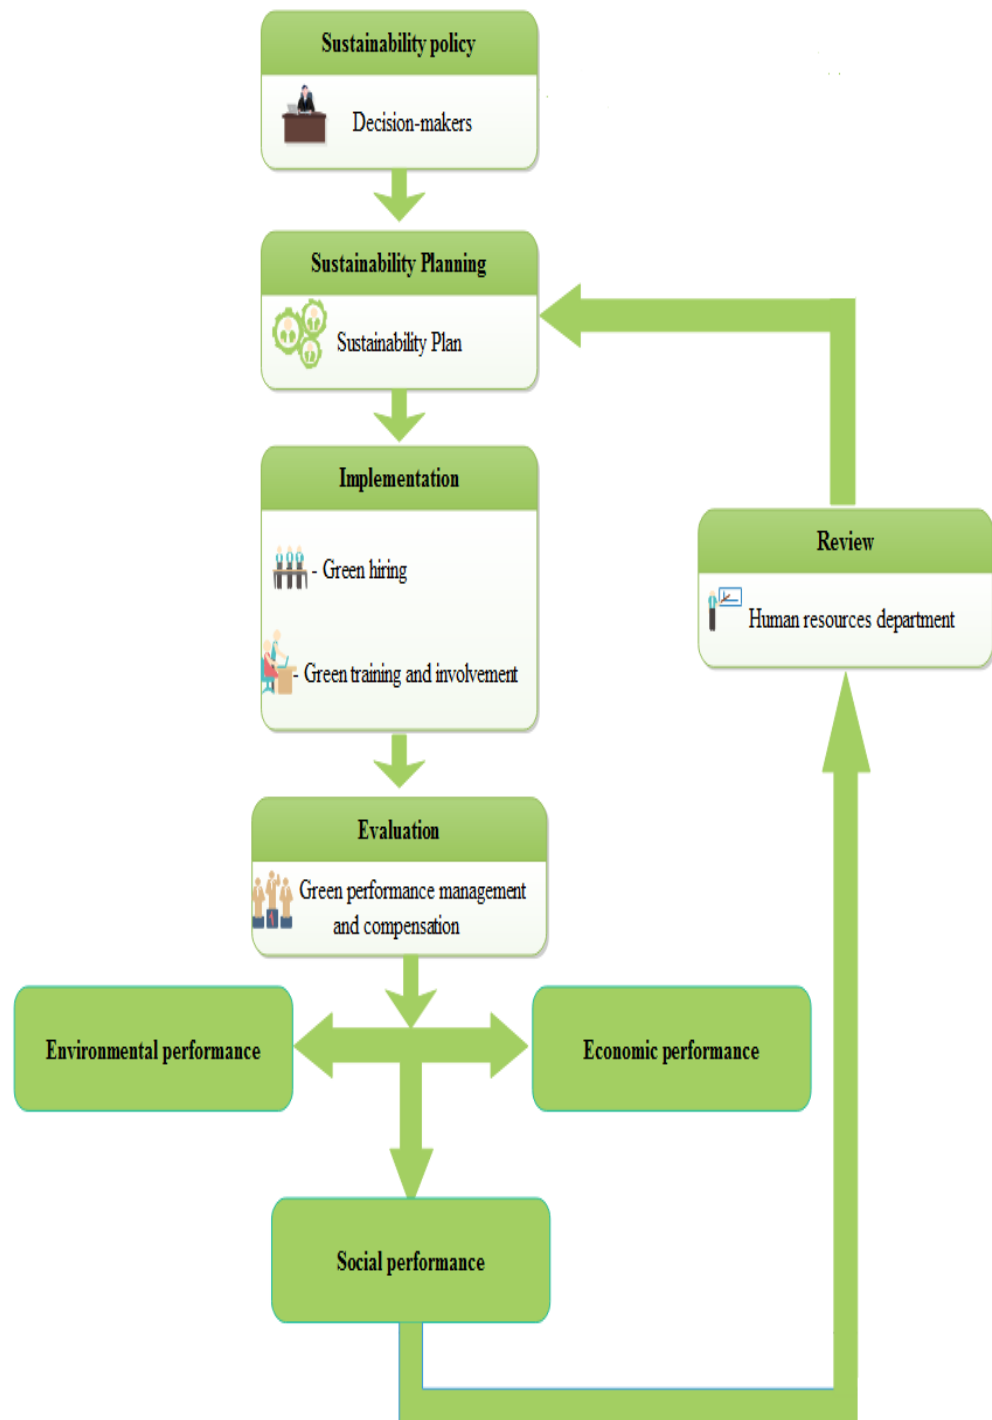 Sustainability policy
Decision-makers
Sustainability Planning
Sustainability Plan
Implementation
- Green hiring
- Green training and involvement
Review
Human resources department
Evaluation
Green performance management
and compensation
Environmental performance
Economic performance
Social performance